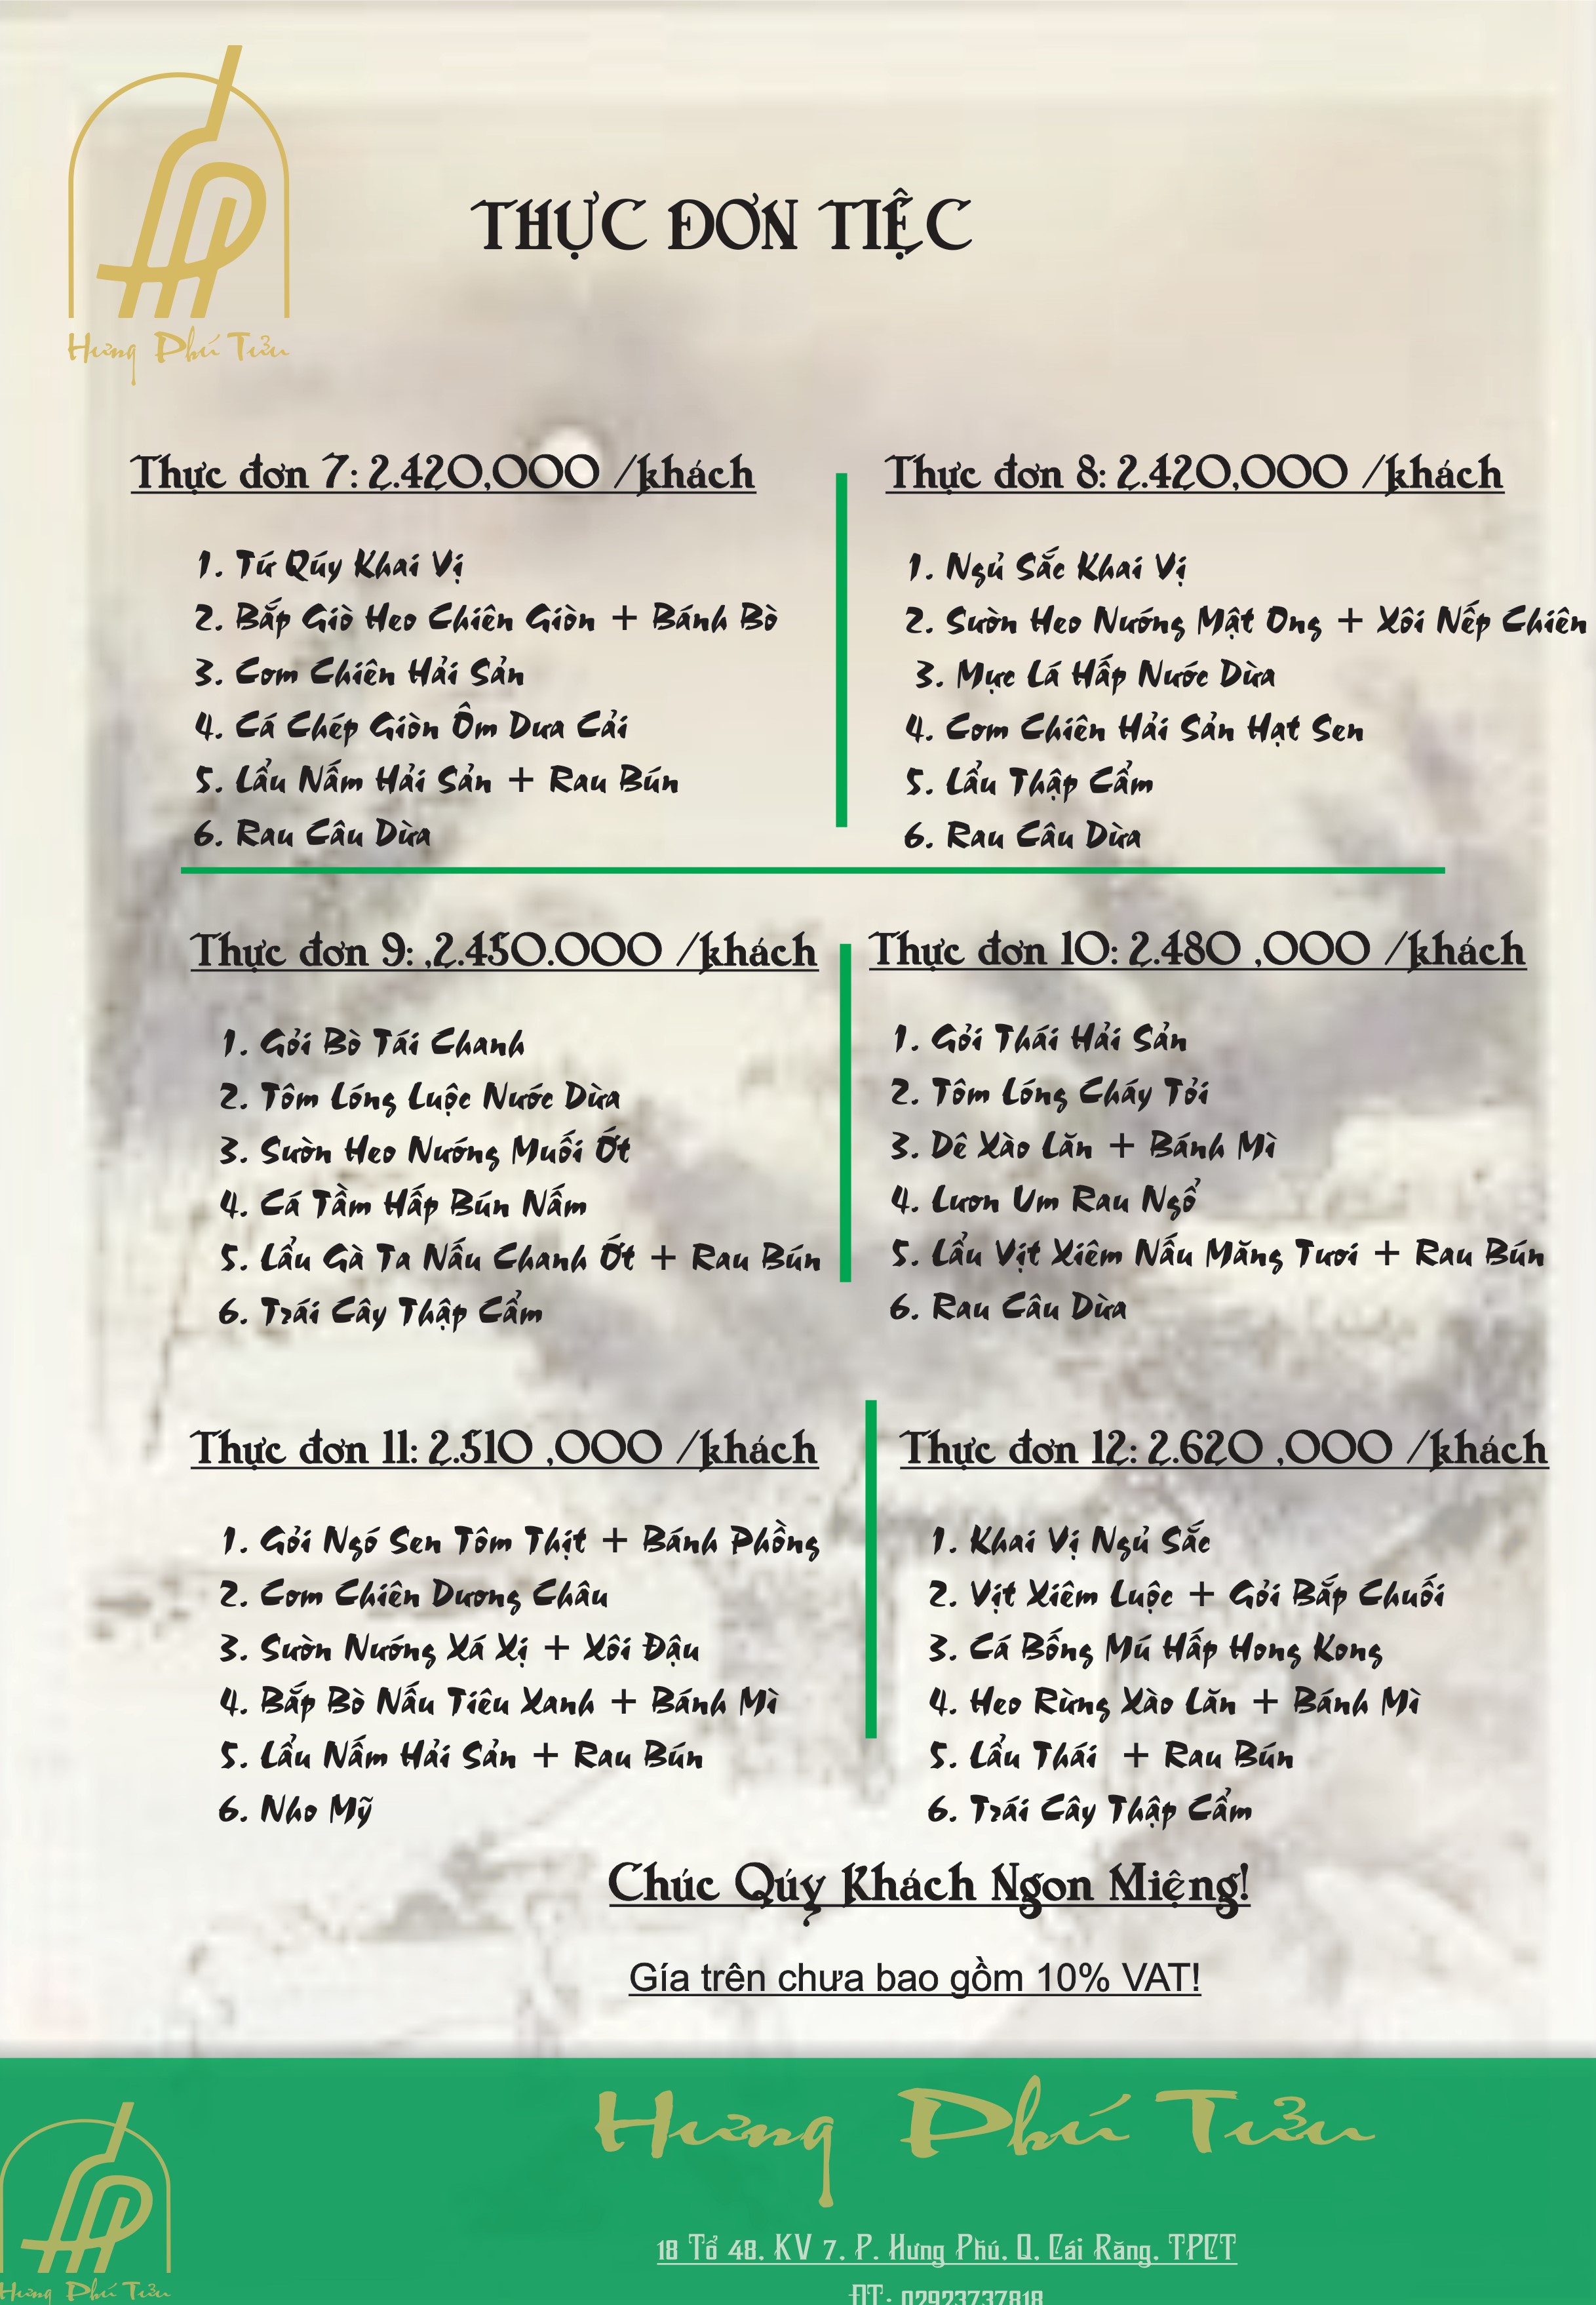 Hưng Phú Tửu
THỰC ĐƠN TIỆC
Thực đơn 7: 2.420,000 /khách
1. Tứ Qúy Khai Vị
2. Bắp Giò Heo Chiên Giòn + Bánh Bò
3. Cơm Chiên Hải Sản
4. Cá Chép Giòn Ôm Dưa Cải
5. Lẩu Nấm Hải Sản + Rau Bún
6. Rau Câu Dừa
Thực đơn 8: 2.420,000 /khách
1. Ngủ Sắc Khai Vị
2. Sườn Heo Nướng Mật Ong + Xôi Nếp Chiên
3. Mực Lá Hấp Nước Dừa
4. Cơm Chiên Hải Sản Hạt Sen
5. Lẩu Thập Cẩm
6. Rau Câu Dừa
Thực đơn 9: ,2.450.000 /khách
1. Gỏi Bò Tái Chanh
2. Tôm Lóng Luộc Nước Dừa
3. Sườn Heo Nướng Muối Ớt
4. Cá Tầm Hấp Bún Nấm
5. Lẩu Gà Ta Nấu Chanh Ớt + Rau Bún
6. Trái Cây Thập Cẩm
Thực đơn 10: 2.480 ,000 /khách
1. Gỏi Thái Hải Sản
2. Tôm Lóng Cháy Tỏi
3. Dê Xào Lăn + Bánh Mì
4. Lươn Um Rau Ngổ
5. Lẩu Vịt Xiêm Nấu Măng Tươi + Rau Bún
6. Rau Câu Dừa
Thực đơn 11: 2.510 ,000 /khách
1. Gỏi Ngó Sen Tôm Thịt + Bánh Phồng
2. Cơm Chiên Dương Châu
3. Sườn Nướng Xá Xị + Xôi Đậu
4. Bắp Bò Nấu Tiêu Xanh + Bánh Mì
5. Lẩu Nấm Hải Sản + Rau Bún
6. Nho Mỹ
Thực đơn 12: 2.620 ,000 /khách
1. Khai Vị Ngủ Sắc
2. Vịt Xiêm Luộc + Gỏi Bắp Chuối
3. Cá Bống Mú Hấp Hong Kong
4. Heo Rừng Xào Lăn + Bánh Mì
5. Lẩu Thái + Rau Bún
6. Trái Cây Thập Cẩm
Chúc Qúy Khách Ngon Miệng!
Gía trên chưa bao gồm 10% VAT!
Hưng Phú Tửu
Hưng Phú Tửu
18 Tổ 48. KV 7. P. Hưng Phú. Q. Cái Răng. TPCT
ĐT: 02923737818